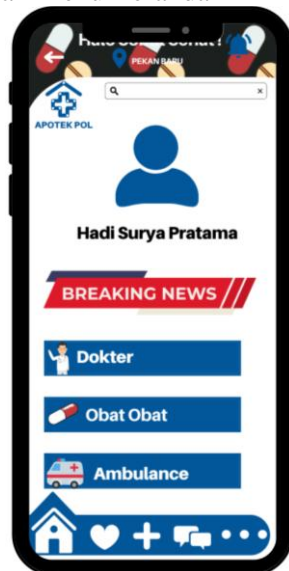 PEKAN BARU
APOTEK POL
Hadi Surya Pratama
BREAKING NEWS
Dokter
Obat Obat
Ambulance